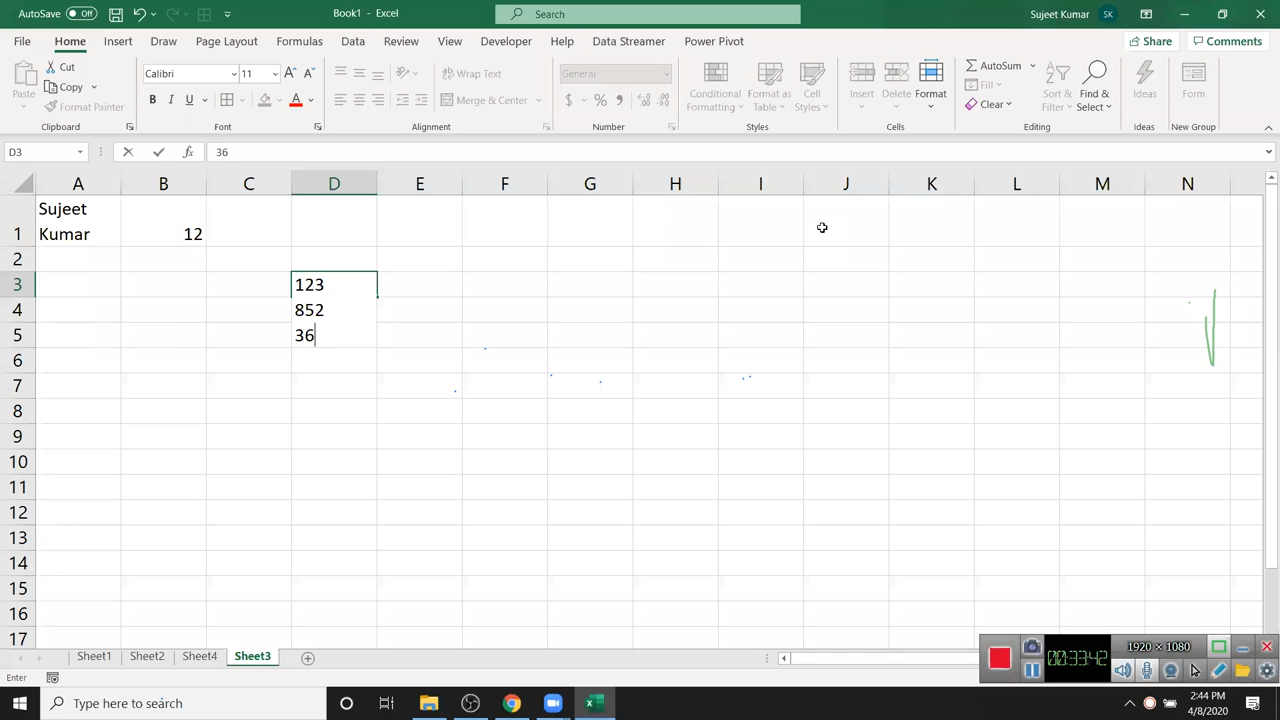 AutoSave Off Book1 - Excel Search Sujeet Kumar SK
File Home Insert Draw Page Layout Formulas Data Review View Developer Help Data Streamer Power Pivot Share Comments
Paste Cut Copy Format Painter Clipboard
Calibri 11 A A B I U A Font
Wrap Text Merge & Center Alignment
General $ % , Number
Conditional Formatting Format as Table Cell Styles Styles
Insert Delete Format Cells
AutoSum Fill Clear Sort & Filter Find & Select Editing
Ideas Ideas
Form New Group
D3 fx 36
A B C D E F G H I J K L M N
Sujeet
1 Kumar 12
2
3 123
4 852
5 36
6
7
8
9
10
11
12
13
14
15
16
17
Sheet1 Sheet2 Sheet4 Sheet3
1920 × 1080
00:33:42
Enter
Type here to search
2:44 PM
4/8/2020